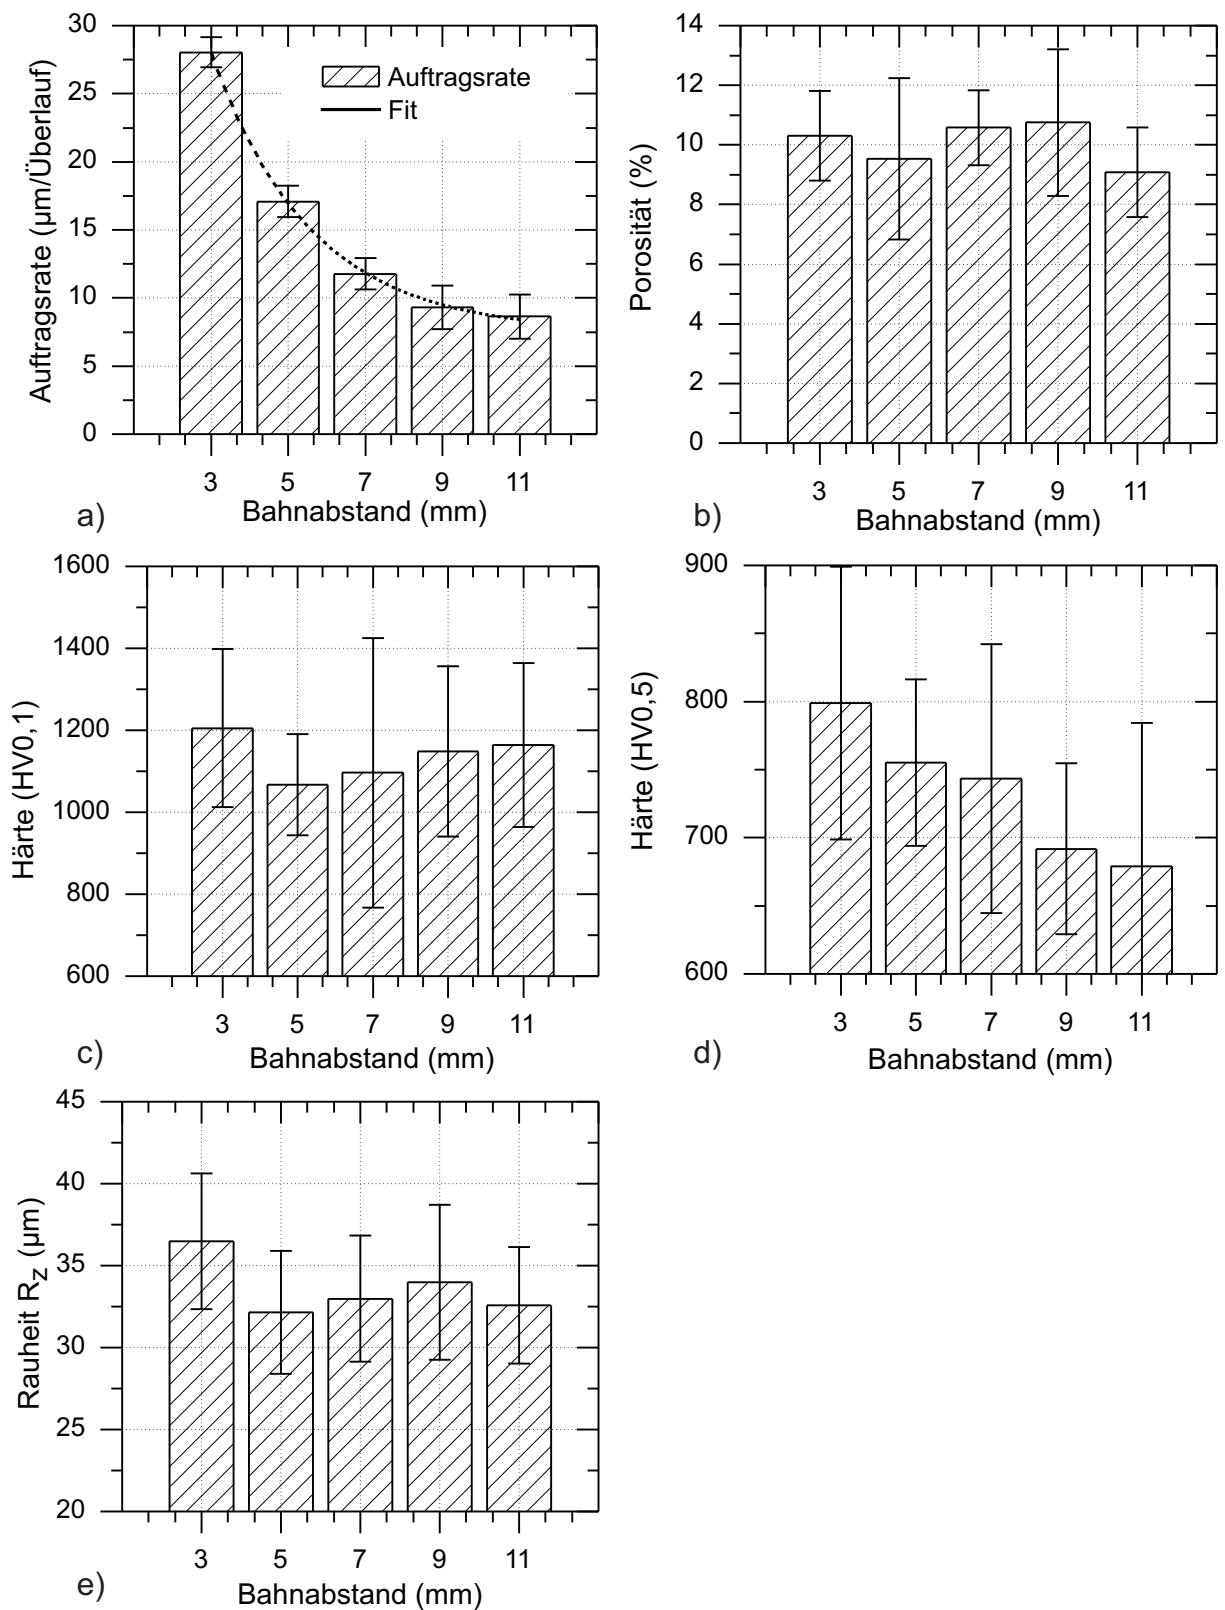 30
25
20
15
10
5
0
Auftragsrate (µm/Überlauf)
Auftragsrate
Fit
3 5 7 9 11
Bahnabstand (mm)
a)
14
12
10
8
6
4
2
0
Porosität (%)
3 5 7 9 11
Bahnabstand (mm)
b)
1600
1400
1200
1000
800
600
Härte (HV0,1)
3 5 7 9 11
Bahnabstand (mm)
c)
900
800
700
600
Härte (HV0,5)
3 5 7 9 11
Bahnabstand (mm)
d)
45
40
35
30
25
20
Rauheit Rz (µm)
3 5 7 9 11
Bahnabstand (mm)
e)